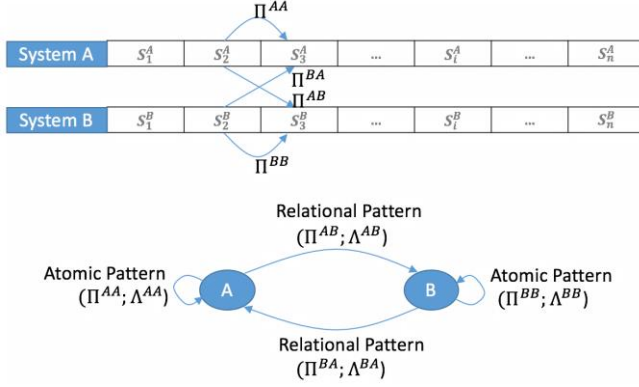 Π^{AA}
System A S_1^A S_2^A S_3^A ... S_i^A ... S_n^A
Π^{BA}
Π^{AB}
System B S_1^B S_2^B S_3^B ... S_i^B ... S_n^B
Π^{BB}
Relational Pattern
(Π^{AB}; Λ^{AB})
Atomic Pattern
(Π^{AA}; Λ^{AA})
A
B
Atomic Pattern
(Π^{BB}; Λ^{BB})
Relational Pattern
(Π^{BA}; Λ^{BA})